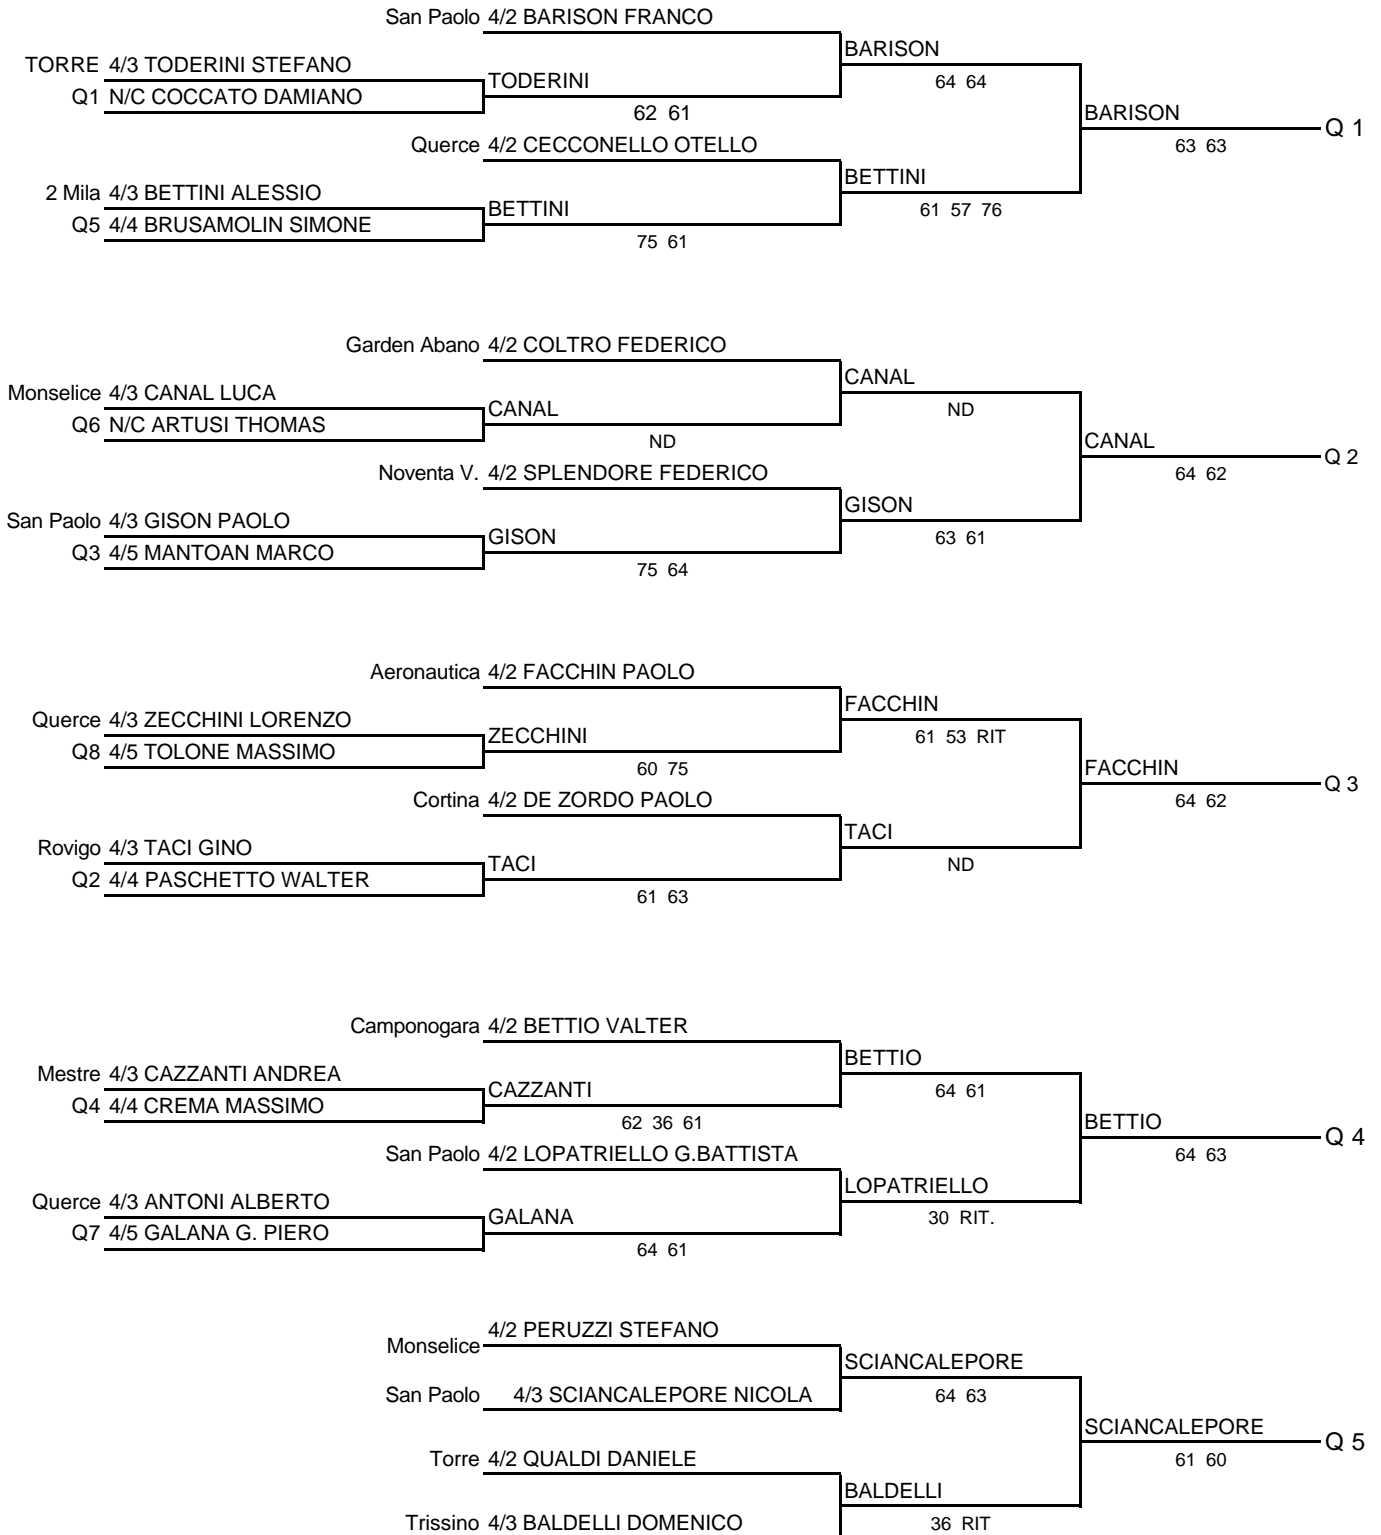 San Paolo 4/2 BARISON FRANCO
BARISON
TORRE 4/3 TODERINI STEFANO
TODERINI
64 64
Q1 N/C COCCATO DAMIANO
62 61
BARISON
Q 1
Querce 4/2 CECCONELLO OTELLO
63 63
BETTINI
2 Mila 4/3 BETTINI ALESSIO
BETTINI
61 57 76
Q5 4/4 BRUSAMOLIN SIMONE
75 61
Garden Abano 4/2 COLTRO FEDERICO
CANAL
Monselice 4/3 CANAL LUCA
CANAL
ND
Q6 N/C ARTUSI THOMAS
ND
CANAL
Q 2
Noventa V. 4/2 SPLENDORE FEDERICO
64 62
GISON
San Paolo 4/3 GISON PAOLO
GISON
63 61
Q3 4/5 MANTOAN MARCO
75 64
Aeronautica 4/2 FACCHIN PAOLO
FACCHIN
Querce 4/3 ZECCHINI LORENZO
ZECCHINI
61 53 RIT
Q8 4/5 TOLONE MASSIMO
60 75
FACCHIN
Q 3
Cortina 4/2 DE ZORDO PAOLO
64 62
TACI
Rovigo 4/3 TACI GINO
TACI
ND
Q2 4/4 PASCHETTO WALTER
61 63
Camponogara 4/2 BETTIO VALTER
BETTIO
Mestre 4/3 CAZZANTI ANDREA
CAZZANTI
64 61
Q4 4/4 CREMA MASSIMO
62 36 61
BETTIO
Q 4
San Paolo 4/2 LOPATRIELLO G.BATTISTA
64 63
LOPATRIELLO
Querce 4/3 ANTONI ALBERTO
GALANA
30 RIT.
Q7 4/5 GALANA G. PIERO
64 61
Monselice 4/2 PERUZZI STEFANO
SCIANCALEPORE
San Paolo 4/3 SCIANCALEPORE NICOLA
64 63
SCIANCALEPORE
Q 5
Torre 4/2 QUALDI DANIELE
61 60
BALDELLI
Trissino 4/3 BALDELLI DOMENICO
36 RIT